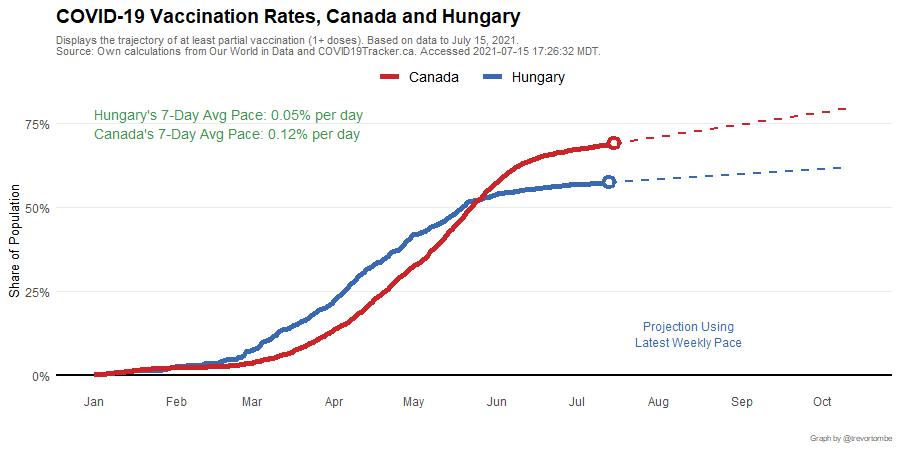 COVID-19 Vaccination Rates, Canada and Hungary
Displays the trajectory of at least partial vaccination (1+ doses). Based on data to July 15, 2021.
Source: Own calculations from Our World in Data and COVID19Tracker.ca. Accessed 2021-07-15 17:26:32 MDT.
Canada Hungary
Hungary's 7-Day Avg Pace: 0.05% per day
Canada's 7-Day Avg Pace: 0.12% per day
75%
50%
25%
0%
Share of Population
Projection Using
Latest Weekly Pace
Jan Feb Mar Apr May Jun Jul Aug Sep Oct
Graph by @trevortombe